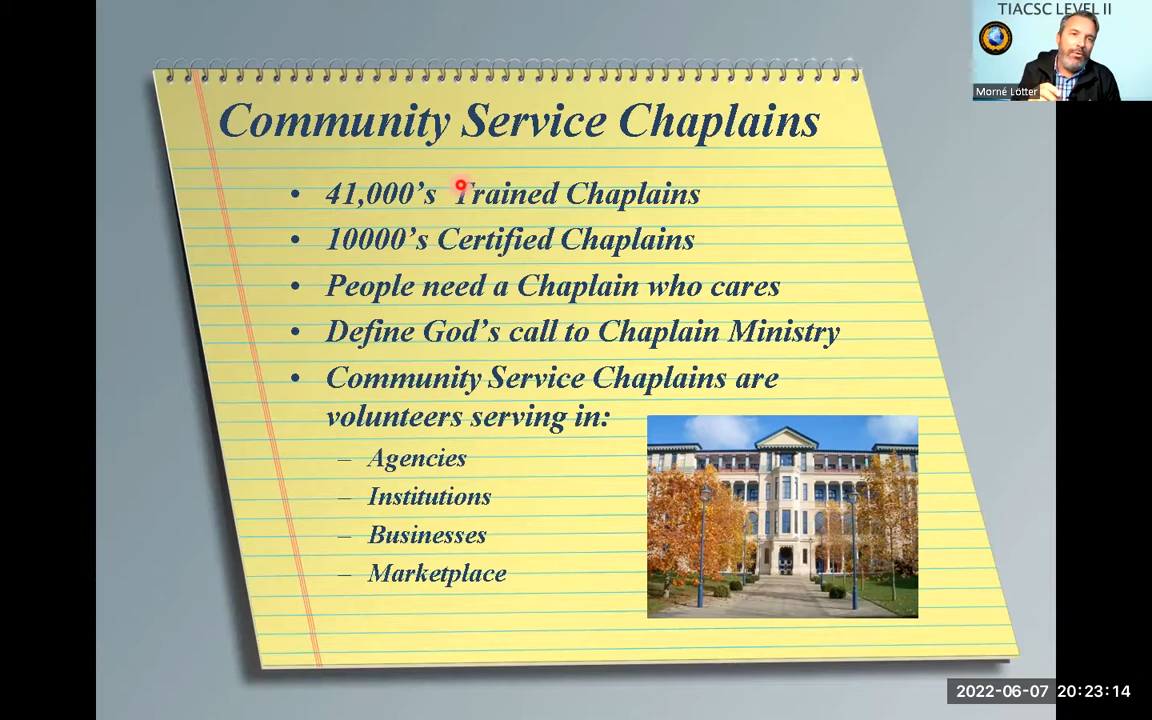 TIACSC LEVEL II
Morné Lötter
Community Service Chaplains
• 41,000’s Trained Chaplains
• 10000’s Certified Chaplains
• People need a Chaplain who cares
• Define God’s call to Chaplain Ministry
• Community Service Chaplains are
volunteers serving in:
– Agencies
– Institutions
– Businesses
– Marketplace
2022-06-07 20:23:14